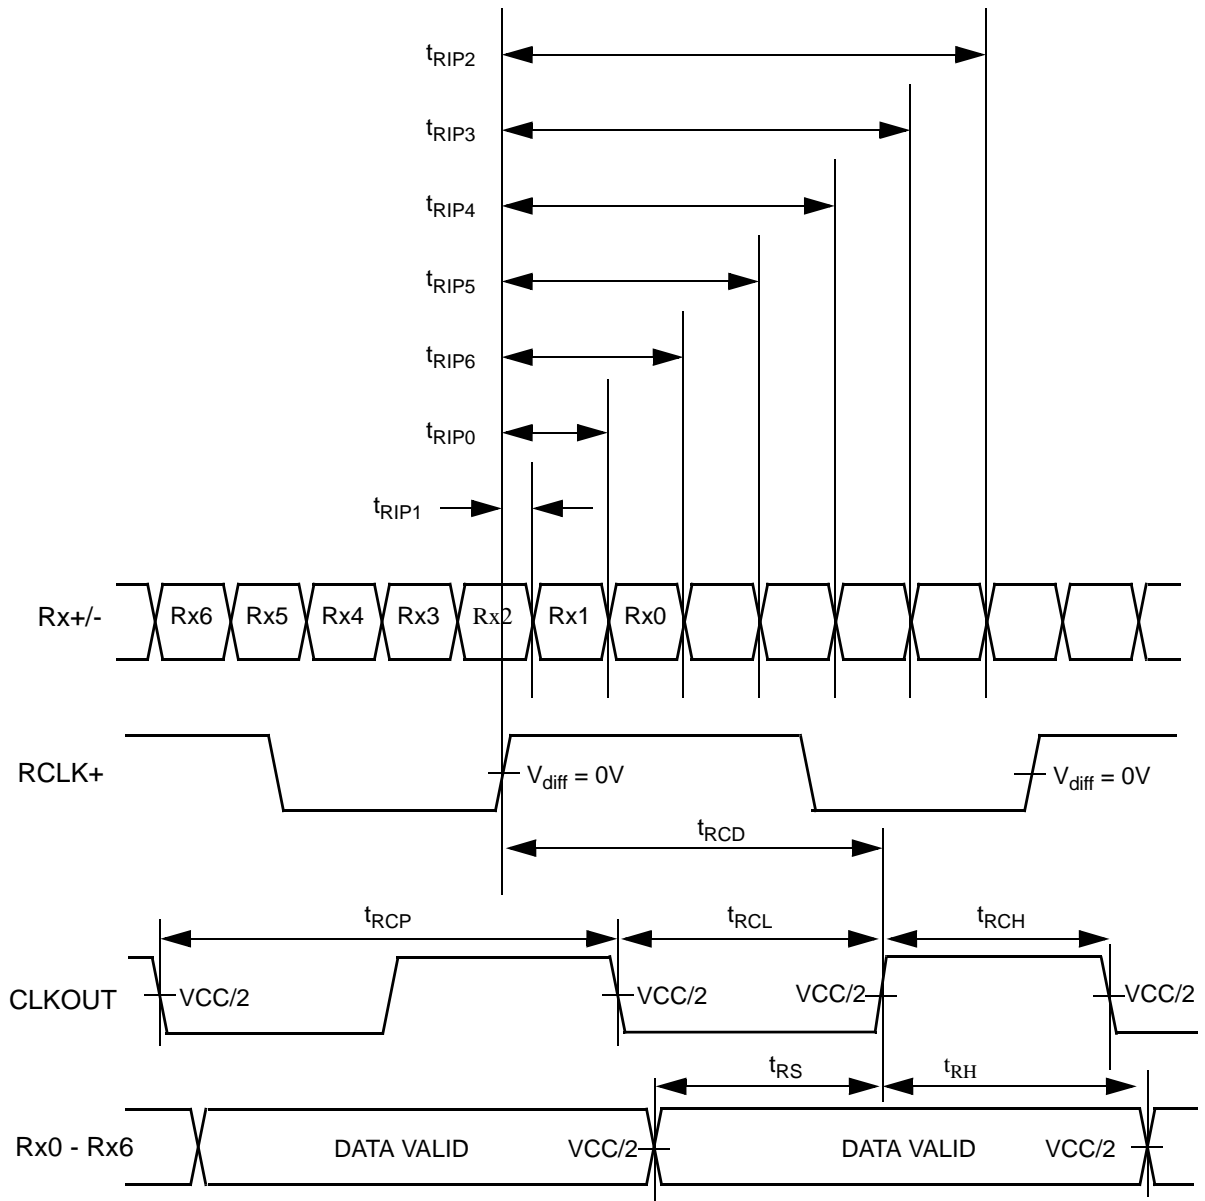 tRIP2
tRIP3
tRIP4
tRIP5
tRIP6
tRIP0
tRIP1
Rx+/- Rx6 Rx5 Rx4 Rx3 Rx2 Rx1 Rx0
RCLK+ Vdiff = 0V Vdiff = 0V
tRCD
tRCP tRCL tRCH
CLKOUT VCC/2 VCC/2 VCC/2 VCC/2
tRS tRH
Rx0 - Rx6 DATA VALID VCC/2 DATA VALID VCC/2